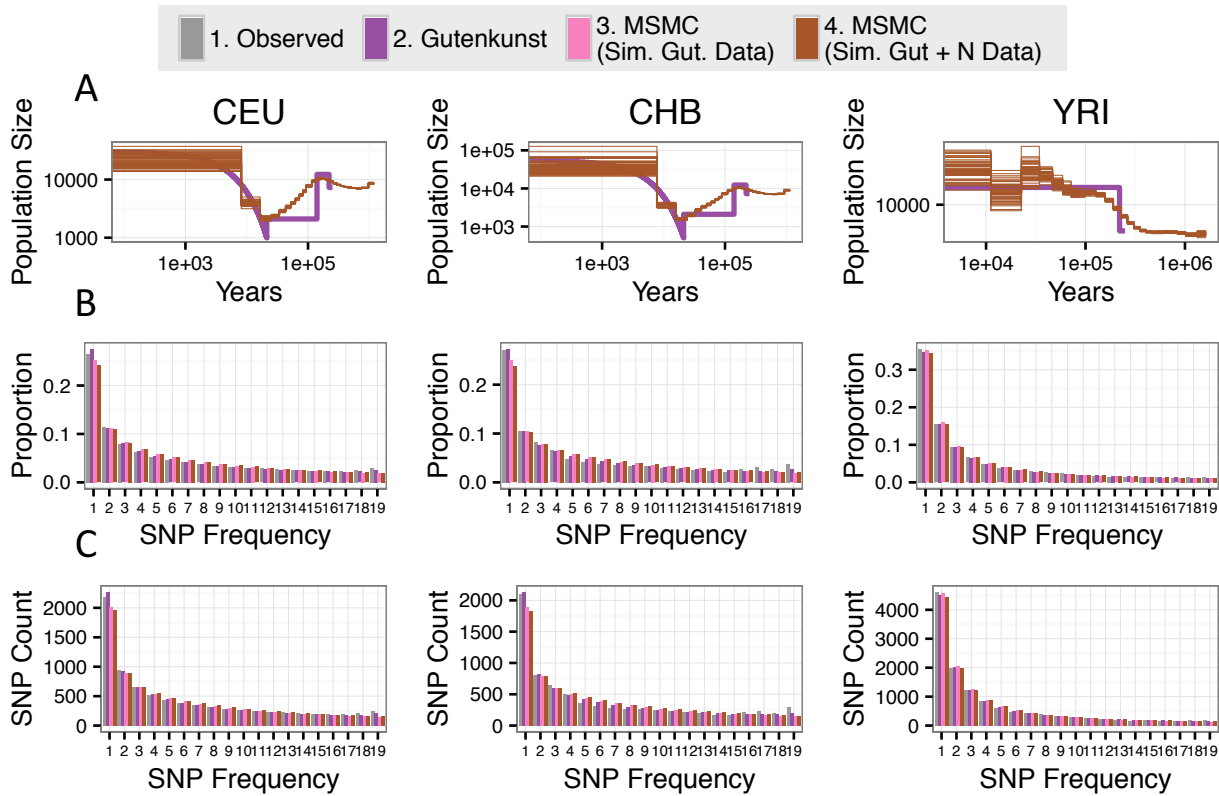 1. Observed
2. Gutenkunst
3. MSMC
(Sim. Gut. Data)
4. MSMC
(Sim. Gut + N Data)
A
CEU
CHB
YRI
Population Size
10000
1000
1e+03
1e+05
Years
Population Size
1e+05
1e+04
1e+03
1e+03
1e+05
Years
Population Size
10000
1e+04
1e+05
1e+06
Years
B
Proportion
0.2
0.1
0.0
1 2 3 4 5 6 7 8 9 10 11 12 13 14 15 16 17 18 19
SNP Frequency
Proportion
0.2
0.1
0.0
1 2 3 4 5 6 7 8 9 10 11 12 13 14 15 16 17 18 19
SNP Frequency
Proportion
0.3
0.2
0.1
0.0
1 2 3 4 5 6 7 8 9 10 11 12 13 14 15 16 17 18 19
SNP Frequency
C
SNP Count
2000
1500
1000
500
0
1 2 3 4 5 6 7 8 9 10 11 12 13 14 15 16 17 18 19
SNP Frequency
SNP Count
2000
1500
1000
500
0
1 2 3 4 5 6 7 8 9 10 11 12 13 14 15 16 17 18 19
SNP Frequency
SNP Count
4000
3000
2000
1000
0
1 2 3 4 5 6 7 8 9 10 11 12 13 14 15 16 17 18 19
SNP Frequency